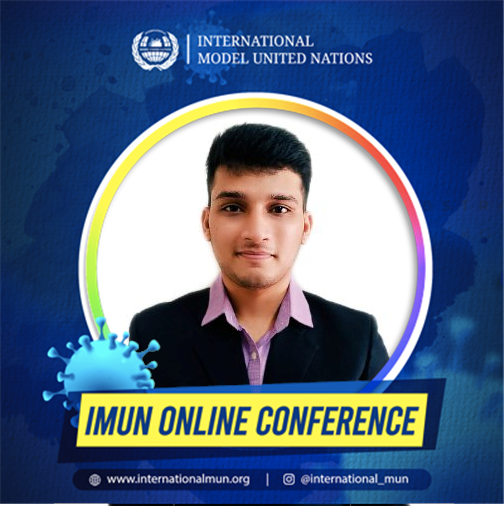 INTERNATIONAL
MODEL UNITED NATIONS
IMUN ONLINE CONFERENCE
www.internationalmun.org | @international_mun